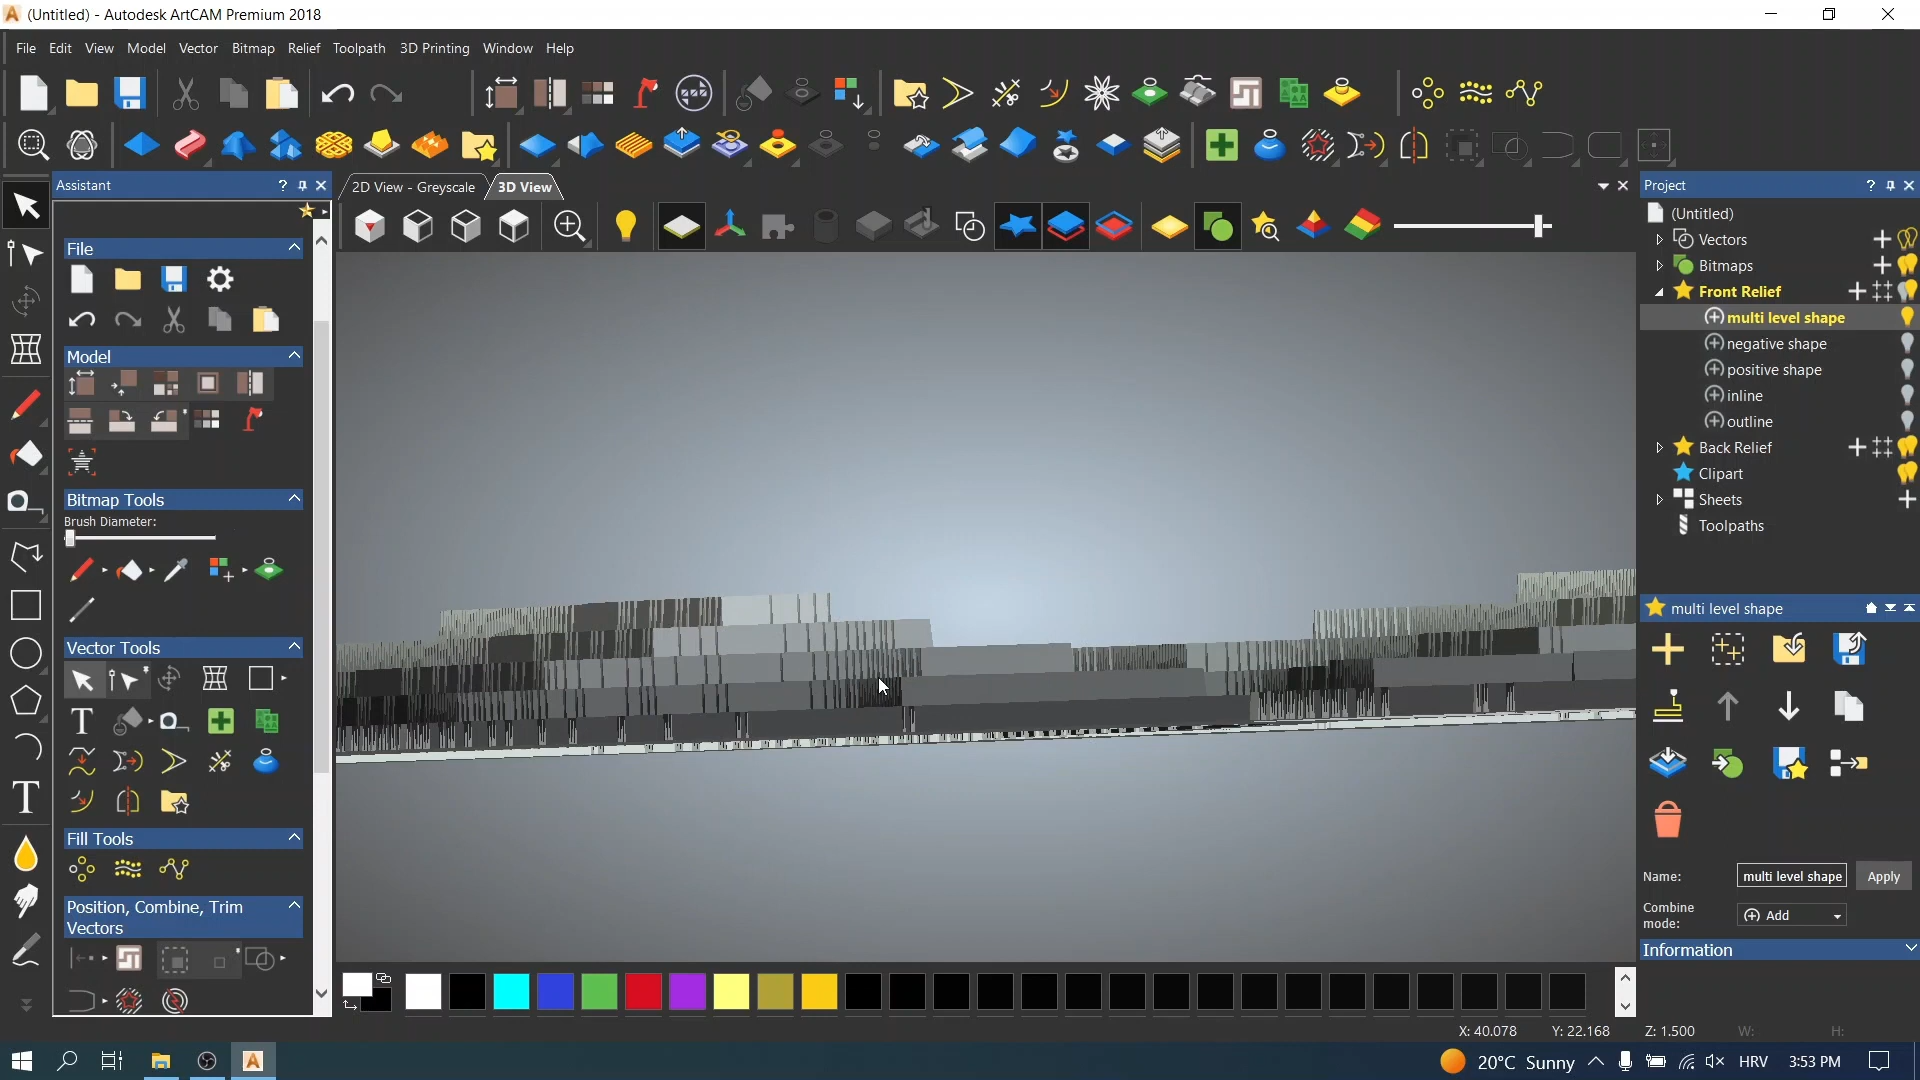 (Untitled) - Autodesk ArtCAM Premium 2018
File Edit View Model Vector Bitmap Relief Toolpath 3D Printing Window Help
Assistant
2D View - Greyscale
3D View
Project
File
Model
Bitmap Tools
Brush Diameter:
Vector Tools
Fill Tools
Position, Combine, Trim
Vectors
(Untitled)
Vectors
Bitmaps
Front Relief
multi level shape
negative shape
positive shape
inline
outline
Back Relief
Clipart
Sheets
Toolpaths
multi level shape
Name:
multi level shape
Apply
Combine
mode:
Add
Information
X: 40.078
Y: 22.168
Z: 1.500
W:
H:
20°C Sunny
HRV
3:53 PM